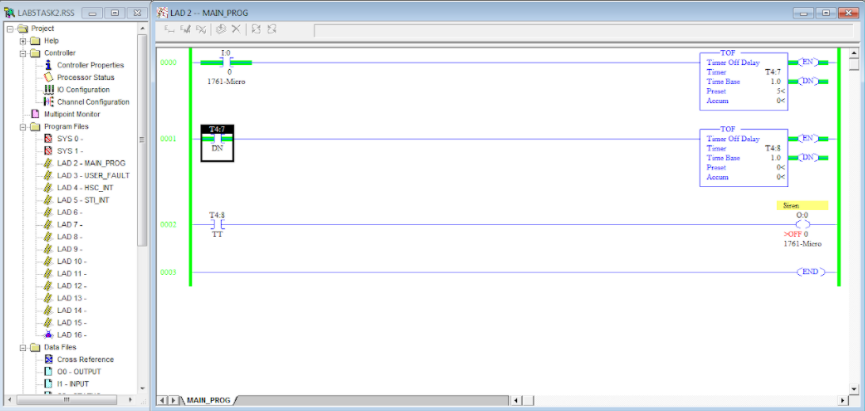 LABSTASK2.RSS
Project
Help
Controller
Controller Properties
Processor Status
IO Configuration
Channel Configuration
Multipoint Monitor
Program Files
SYS 0 -
SYS 1 -
LAD 2 - MAIN_PROG
LAD 3 - USER_FAULT
LAD 4 - HSC_INT
LAD 5 - STI_INT
LAD 6 -
LAD 7 -
LAD 8 -
LAD 9 -
LAD 10 -
LAD 11 -
LAD 12 -
LAD 13 -
LAD 14 -
LAD 15 -
LAD 16 -
Data Files
Cross Reference
O0 - OUTPUT
I1 - INPUT
LAD 2 -- MAIN_PROG
0000
I:0
0
1761-Micro
TOF
Timer Off Delay
Timer T4:7
Time Base 1.0
Preset 5<
Accum 0<
EN
DN
0001
T4:7
DN
TOF
Timer Off Delay
Timer T4:8
Time Base 1.0
Preset 0<
Accum 0<
EN
DN
0002
T4:8
TT
Siren
O:0
>OFF 0
1761-Micro
0003
END
MAIN_PROG